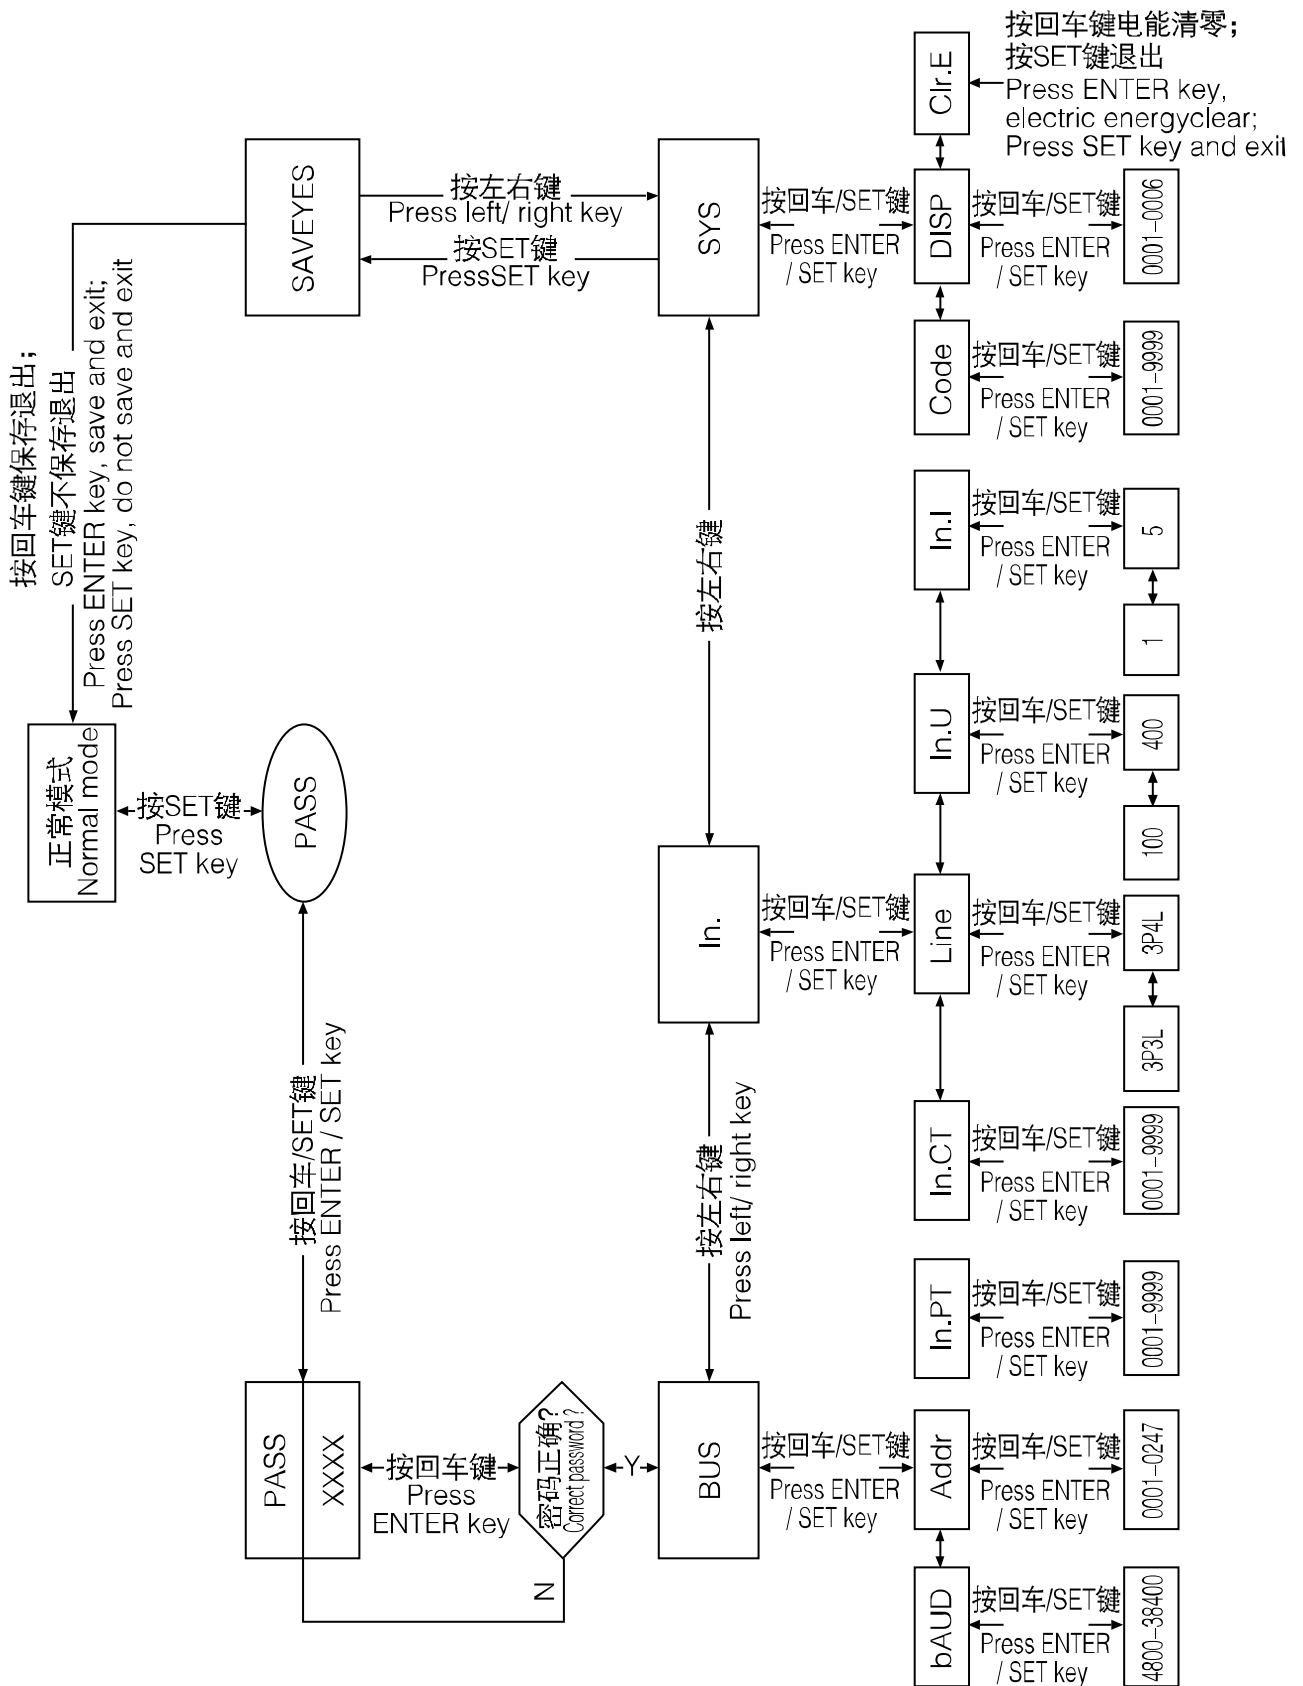 按回车键电能清零；
按SET键退出
Press ENTER key,
electric energyclear;
Press SET key and exit
Clr.E
SAVEYES
按左右键
Press left/ right key
按SET键
PressSET key
SYS
按回车/SET键
Press ENTER
/ SET key
DISP
按回车/SET键
Press ENTER
/ SET key
0001-0006
按回车键保存退出；
SET键不保存退出
Press ENTER key, save and exit;
Press SET key, do not save and exit
Code
按回车/SET键
Press ENTER
/ SET key
0001-9999
按左右键
In.I
按回车/SET键
Press ENTER
/ SET key
5
1
正常模式
Normal mode
按SET键
Press
SET key
PASS
In.U
按回车/SET键
Press ENTER
/ SET key
400
100
In.
按回车/SET键
Press ENTER
/ SET key
Line
按回车/SET键
Press ENTER
/ SET key
3P4L
3P3L
按回车/SET键
Press ENTER / SET key
按左右键
Press left/ right key
In.CT
按回车/SET键
Press ENTER
/ SET key
0001-9999
In.PT
按回车/SET键
Press ENTER
/ SET key
0001-9999
PASS
XXXX
按回车键
Press
ENTER key
密码正确?
Correct password ?
Y
N
BUS
按回车/SET键
Press ENTER
/ SET key
Addr
按回车/SET键
Press ENTER
/ SET key
0001-0247
bAUD
按回车/SET键
Press ENTER
/ SET key
4800-38400